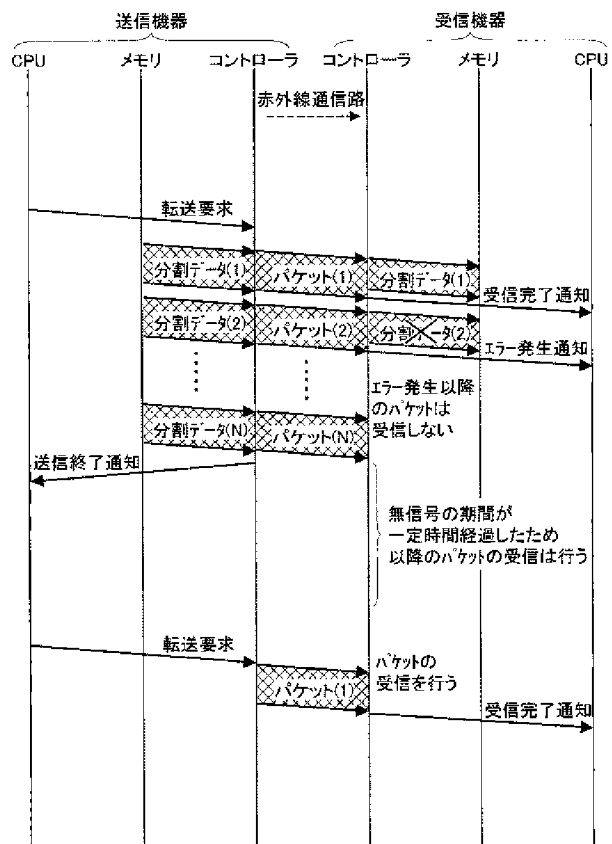 送信機器
受信機器
CPU
メモリ
コントローラ
コントローラ
メモリ
CPU
赤外線通信路
転送要求
分割データ(1)
パケット(1)
分割データ(1)
受信完了通知
分割データ(2)
パケット(2)
分割データ(2)
エラー発生通知
エラー発生以降
のパケットは
受信しない
分割データ(N)
パケット(N)
送信終了通知
無信号の期間が
一定時間経過したため
以降のパケットの受信は行う
転送要求
パケットの
受信を行う
パケット(1)
受信完了通知